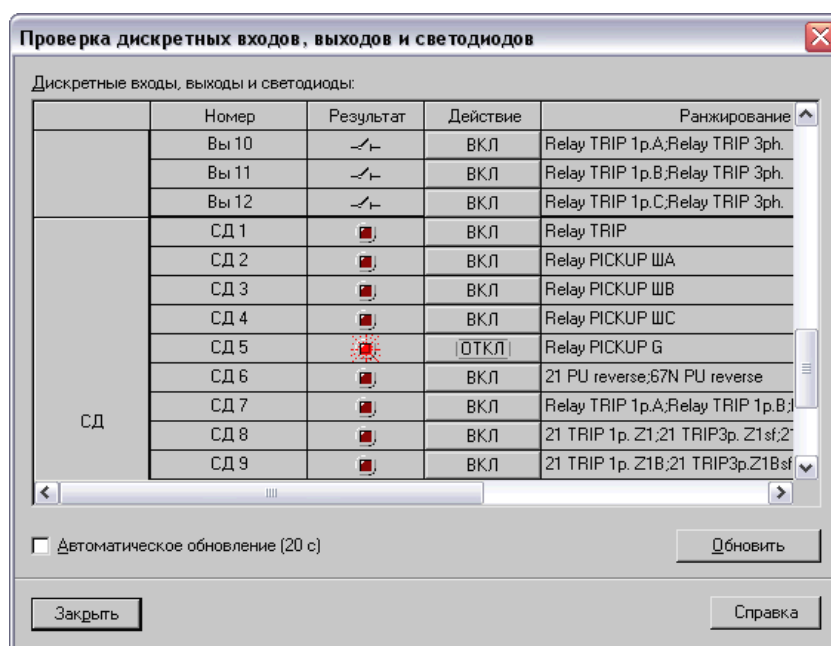 Проверка дискретных входов, выходов и светодиодов
Дискретные входы, выходы и светодиоды:
Номер Результат Действие Ранжирование
Вы 10 ВКЛ Relay TRIP 1p.A;Relay TRIP 3ph.
Вы 11 ВКЛ Relay TRIP 1p.B;Relay TRIP 3ph.
Вы 12 ВКЛ Relay TRIP 1p.C;Relay TRIP 3ph.
СД 1 ВКЛ Relay TRIP
СД 2 ВКЛ Relay PICKUP ША
СД 3 ВКЛ Relay PICKUP ШВ
СД 4 ВКЛ Relay PICKUP ШС
СД 5 ОТКЛ Relay PICKUP G
СД 6 ВКЛ 21 PU reverse;67N PU reverse
СД 7 ВКЛ Relay TRIP 1p.A;Relay TRIP 1p.B;
СД
СД 8 ВКЛ 21 TRIP 1p. Z1;21 TRIP3p. Z1sf;2
СД 9 ВКЛ 21 TRIP 1p. Z1B;21 TRIP3p.Z1Bsf
Автоматическое обновление (20 с) Обновить
Закрыть Справка